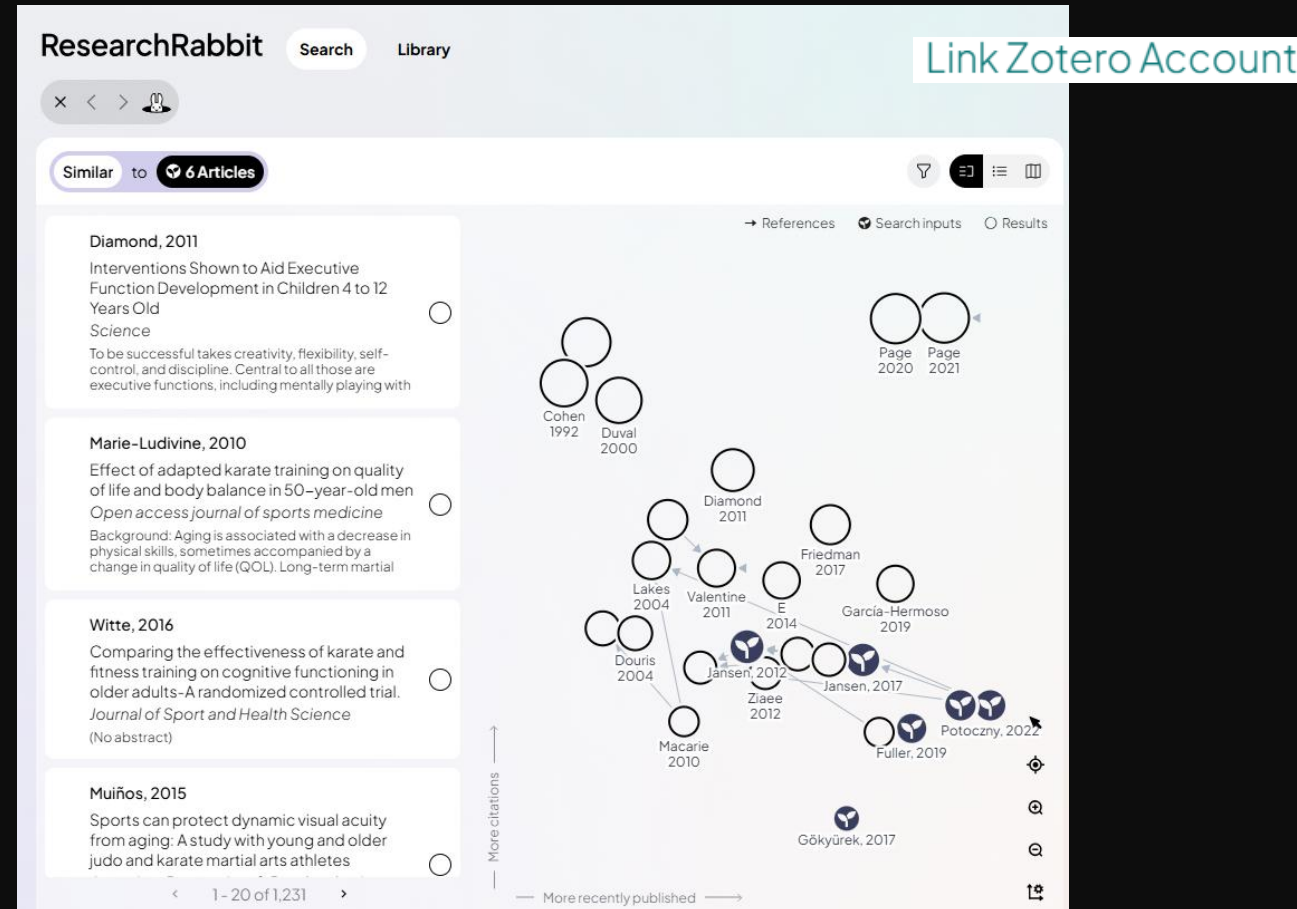 ResearchRabbit
Search
Library
Link Zotero Account
Similar to 6 Articles
Diamond, 2011
Interventions Shown to Aid Executive
Function Development in Children 4 to 12
Years Old
Science
To be successful takes creativity, flexibility, self-
control, and discipline. Central to all those are
executive functions, including mentally playing with
Marie-Ludivine, 2010
Effect of adapted karate training on quality
of life and body balance in 50–year-old men
Open access journal of sports medicine
Background: Aging is associated with a decrease in
physical skills, sometimes accompanied by a
change in quality of life (QOL). Long-term martial
Witte, 2016
Comparing the effectiveness of karate and
fitness training on cognitive functioning in
older adults-A randomized controlled trial.
Journal of Sport and Health Science
(No abstract)
Muiños, 2015
Sports can protect dynamic visual acuity
from aging: A study with young and older
judo and karate martial arts athletes
1 - 20 of 1,231
References
Search inputs
Results
Page
2020
Page
2021
Cohen
1992
Duval
2000
Diamond
2011
Friedman
2017
Lakes
2004
Valentine
2011
E
2014
García-Hermoso
2019
Douris
2004
Jansen, 2012
Jansen, 2017
Ziaee
2012
Potoczny, 2022
Macarie
2010
Fuller, 2019
Gökyürek, 2017
More citations
More recently published